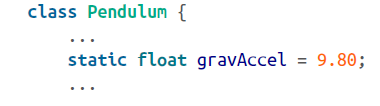 class Pendulum {
...
static float gravAccel = 9.80;
...